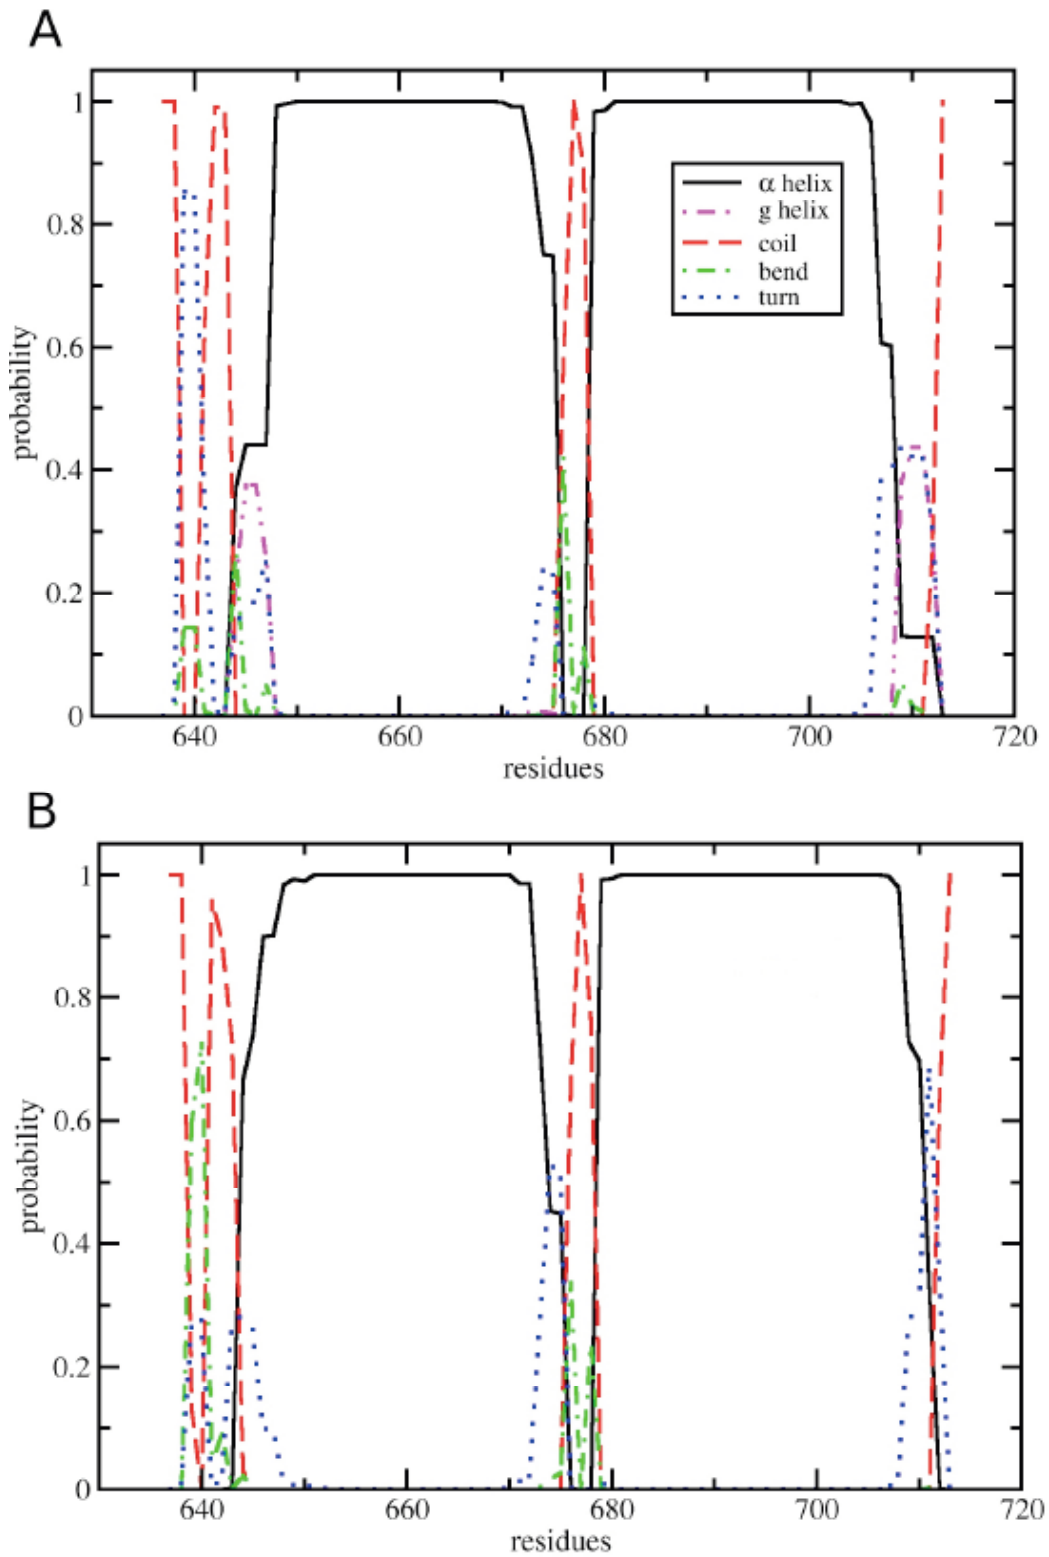 A
1
0.8
0.6
0.4
0.2
0
probability
α helix
g helix
coil
bend
turn
640 660 680 700 720
residues
B
1
0.8
0.6
0.4
0.2
0
probability
640 660 680 700 720
residues